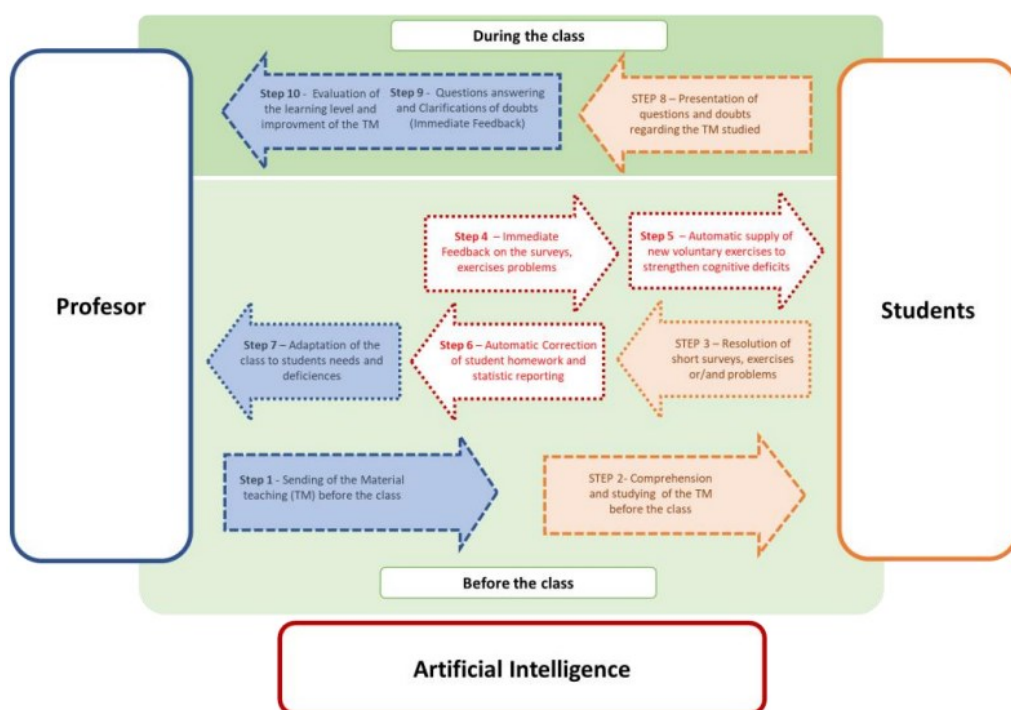 During the class
Step 10 - Evaluation of
the learning level and
improvment of the TM
Step 9 - Questions answering
and Clarifications of doubts
(Immediate Feedback)
STEP 8 – Presentation of
questions and doubts
regarding the TM studied
Profesor
Students
Step 4 – Immediate
Feedback on the surveys,
exercises problems
Step 5 – Automatic supply of
new voluntary exercises to
strengthen cognitive deficits
Step 7 – Adaptation of the
class to students needs and
deficiences
Step 6 – Automatic Correction
of student homework and
statistic reporting
STEP 3 – Resolution of
short surveys, exercises
or/and problems
Step 1 - Sending of the Material
teaching (TM) before the class
STEP 2- Comprehension
and studying of the TM
before the class
Before the class
Artificial Intelligence